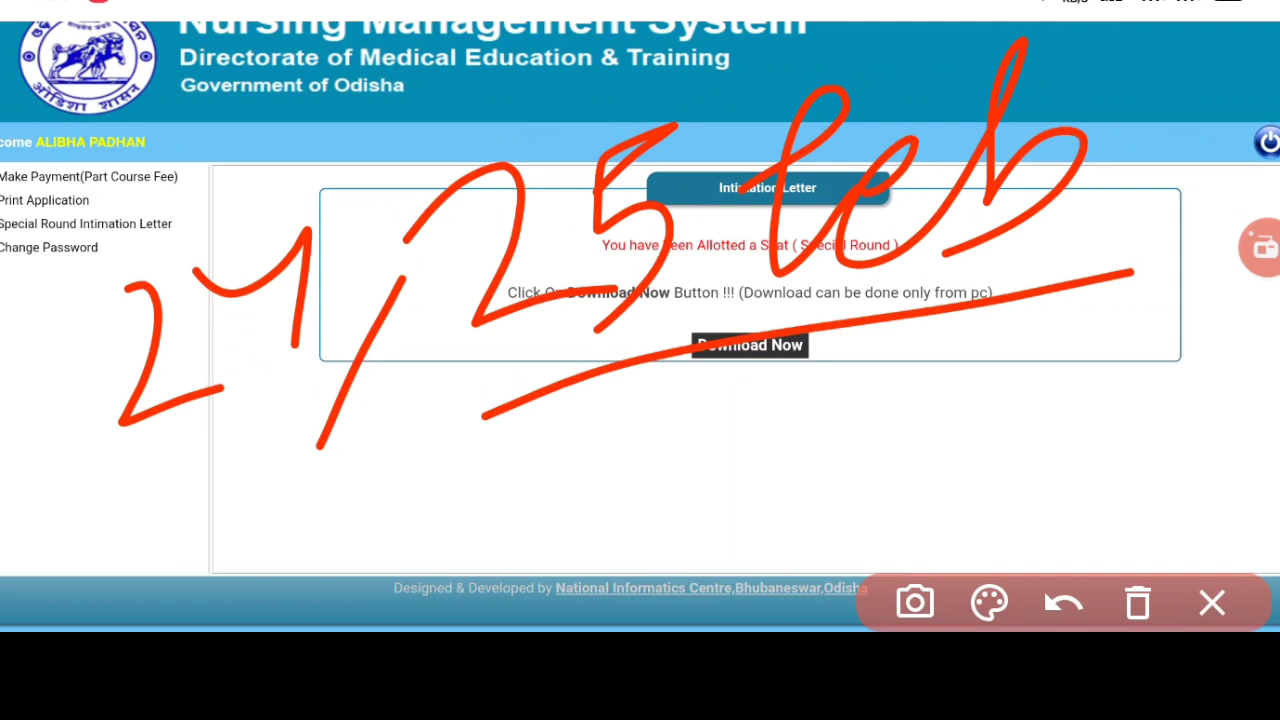 Nursing Management System
Directorate of Medical Education & Training
Government of Odisha
ଓଡ଼ିଶା ଶାସନ
come ALIBHA PADHAN
Make Payment(Part Course Fee)
Print Application
Special Round Intimation Letter
Change Password
Intimation Letter
You have been Allotted a Seat ( Special Round )
Click On Download Now Button !!! (Download can be done only from pc)
Download Now
24, 25 feb
Designed & Developed by National Informatics Centre,Bhubaneswar,Odisha